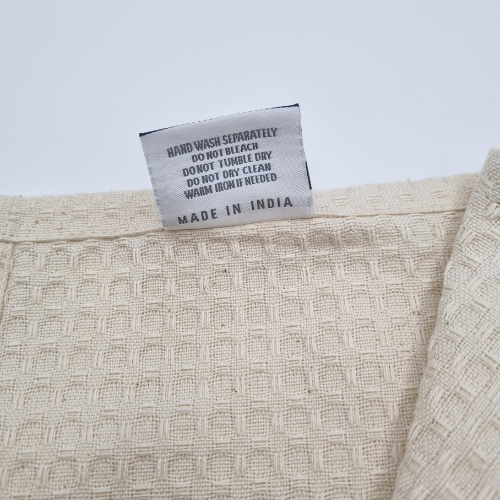 HAND WASH SEPARATELY
DO NOT BLEACH
DO NOT TUMBLE DRY
DO NOT DRY CLEAN
WARM IRON IF NEEDED
MADE IN INDIA